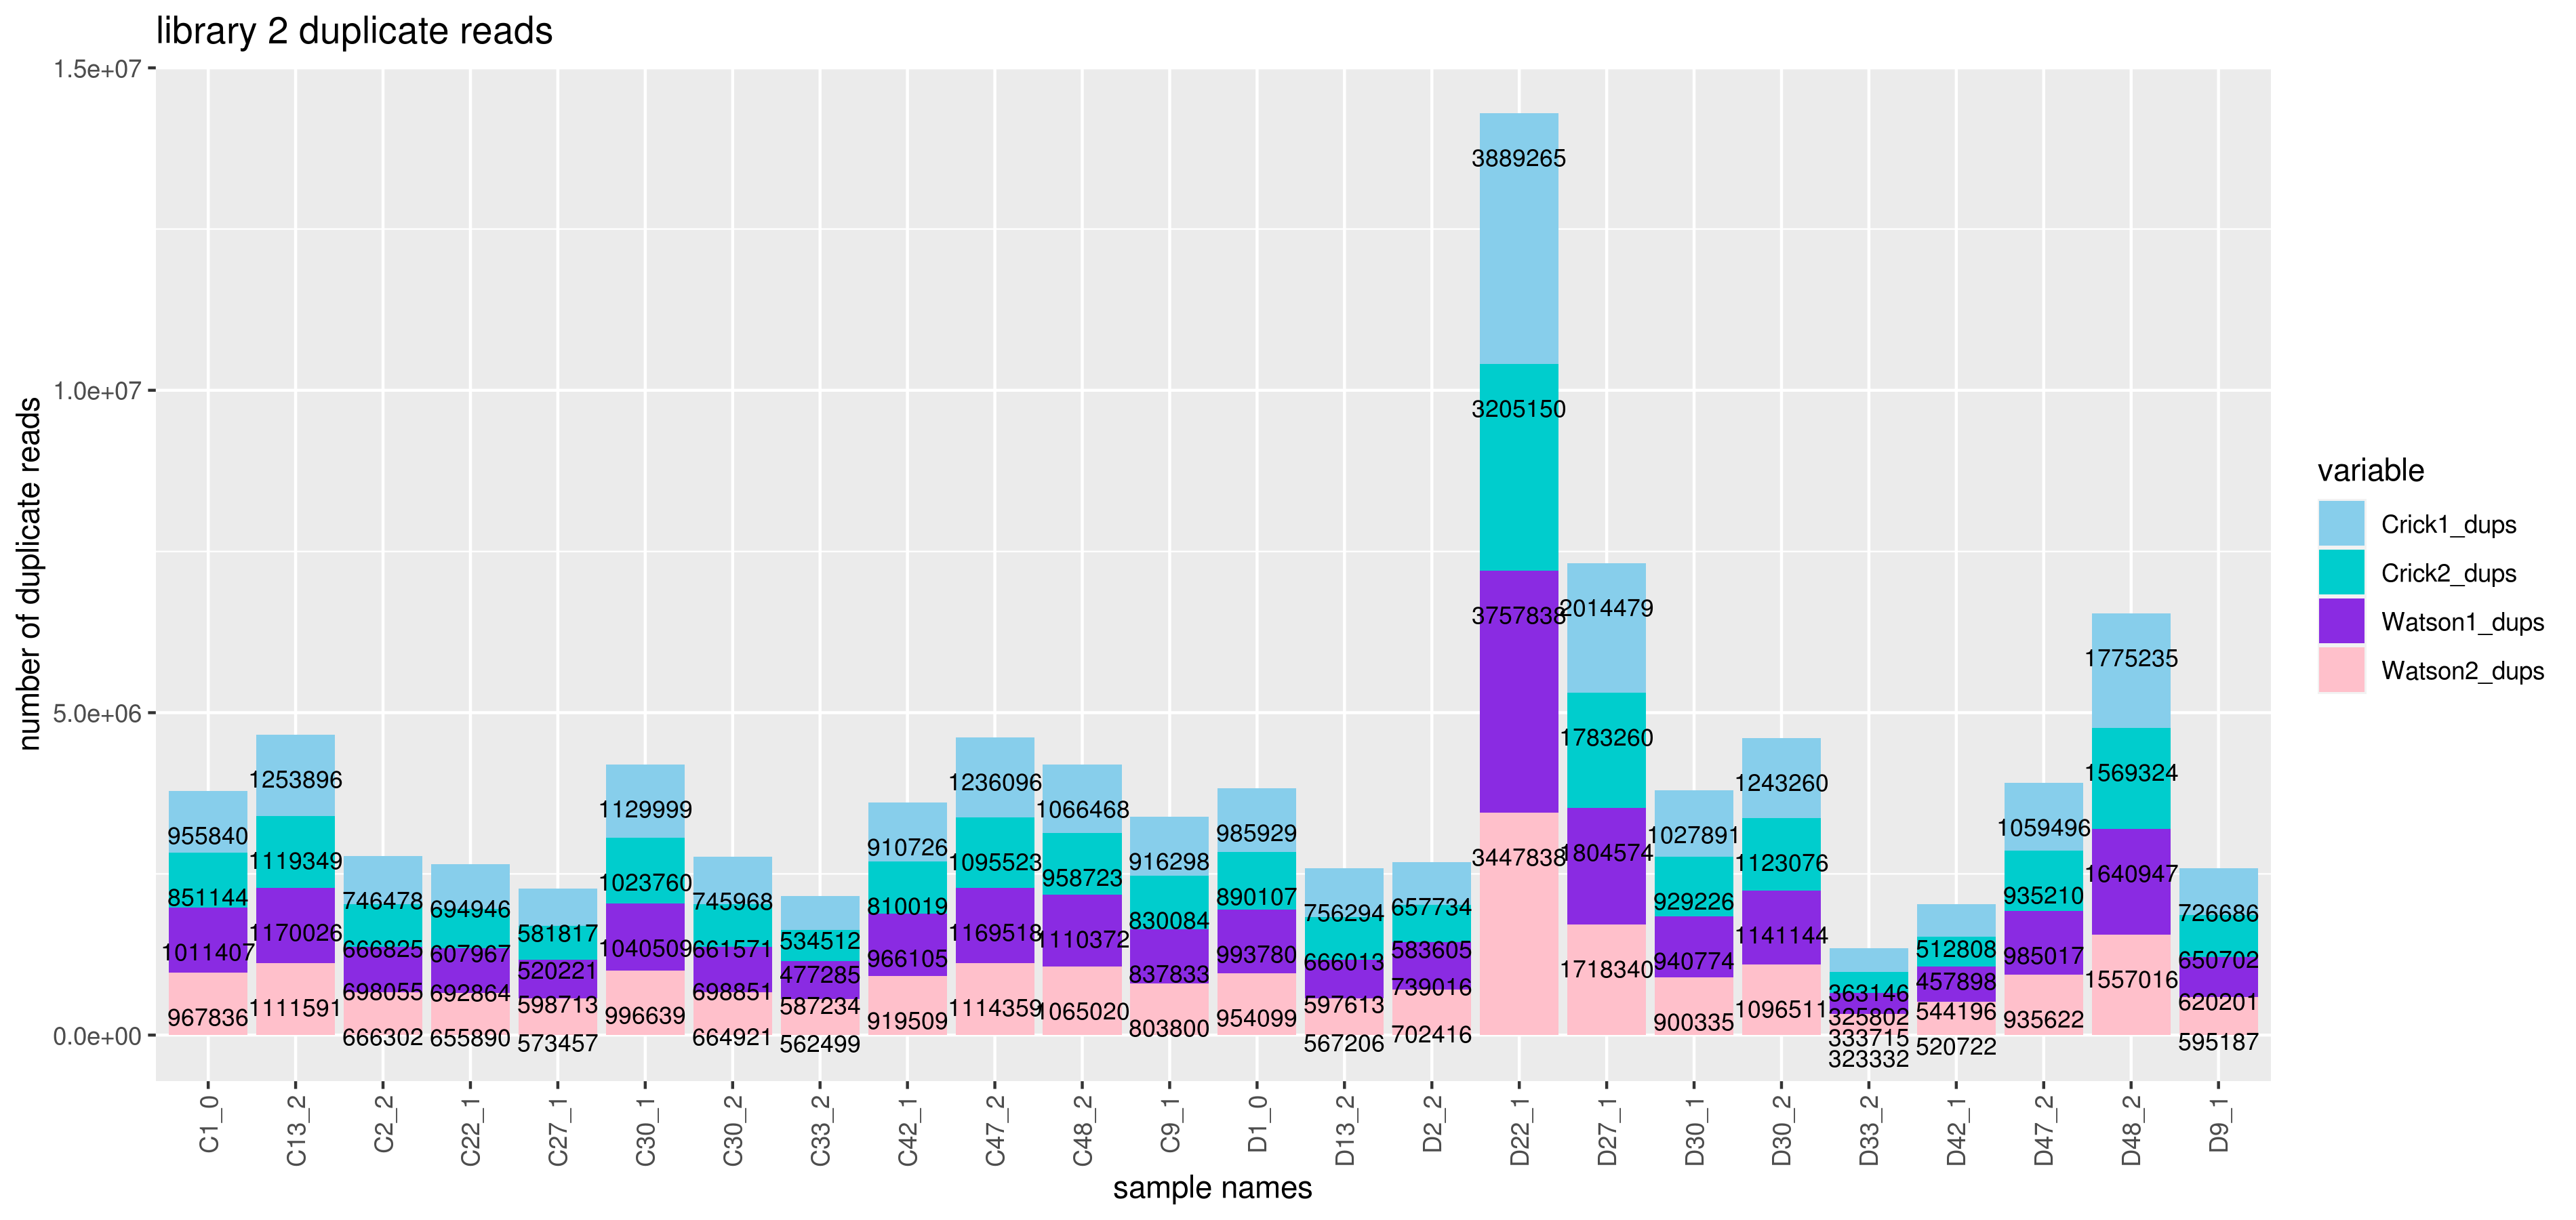 library 2 duplicate reads
number of duplicate reads
1.5e+07
1.0e+07
5.0e+06
0.0e+00
955840
851144
1011407
967836
1253896
1119349
1170026
1111591
746478
666825
698055
666302
694946
607967
692864
655890
581817
520221
598713
573457
1129999
1023760
1040509
996639
745968
661571
698851
664921
534512
477285
587234
562499
910726
810019
966105
919509
1236096
1095523
1169518
1114359
1066468
958723
1110372
1065020
916298
830084
837833
803800
985929
890107
993780
954099
756294
666013
597613
567206
657734
583605
739016
702416
3889265
3205150
3757838
3447838
2014479
1783260
1804574
1718340
1027891
929226
940774
900335
1243260
1123076
1141144
1096511
363146
325802
333715
323332
512808
457898
544196
520722
1059496
935210
985017
935622
1775235
1569324
1640947
1557016
726686
650702
620201
595187
C1_0
C13_2
C2_2
C22_1
C27_1
C30_1
C30_2
C33_2
C42_1
C47_2
C48_2
C9_1
D1_0
D13_2
D2_2
D22_1
D27_1
D30_1
D30_2
D33_2
D42_1
D47_2
D48_2
D9_1
sample names
variable
Crick1_dups
Crick2_dups
Watson1_dups
Watson2_dups